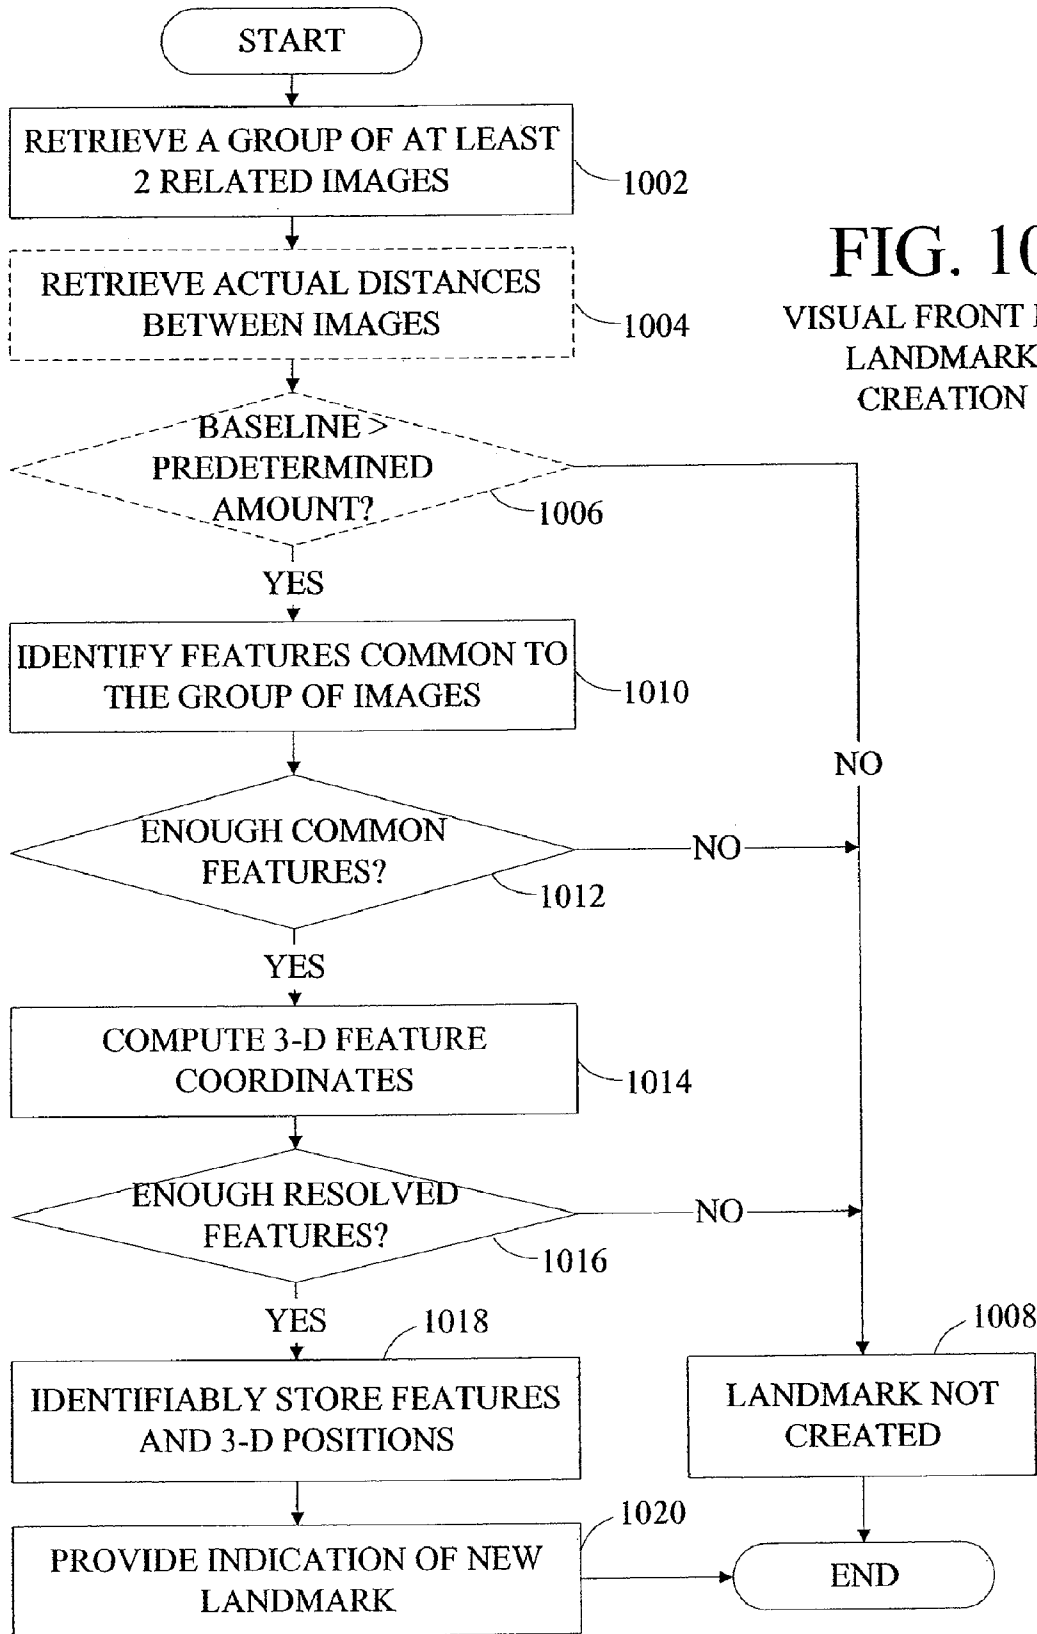 START
RETRIEVE A GROUP OF AT LEAST
2 RELATED IMAGES
1002
FIG. 10
VISUAL FRONT
LANDMARK
CREATION
RETRIEVE ACTUAL DISTANCES
BETWEEN IMAGES
1004
BASELINE >
PREDETERMINED
AMOUNT?
1006
YES
NO
IDENTIFY FEATURES COMMON TO
THE GROUP OF IMAGES
1010
ENOUGH COMMON
FEATURES?
1012
NO
YES
COMPUTE 3-D FEATURE
COORDINATES
1014
ENOUGH RESOLVED
FEATURES?
1016
NO
YES
1018
IDENTIFIABLY STORE FEATURES
AND 3-D POSITIONS
1008
LANDMARK NOT
CREATED
1020
PROVIDE INDICATION OF NEW
LANDMARK
END